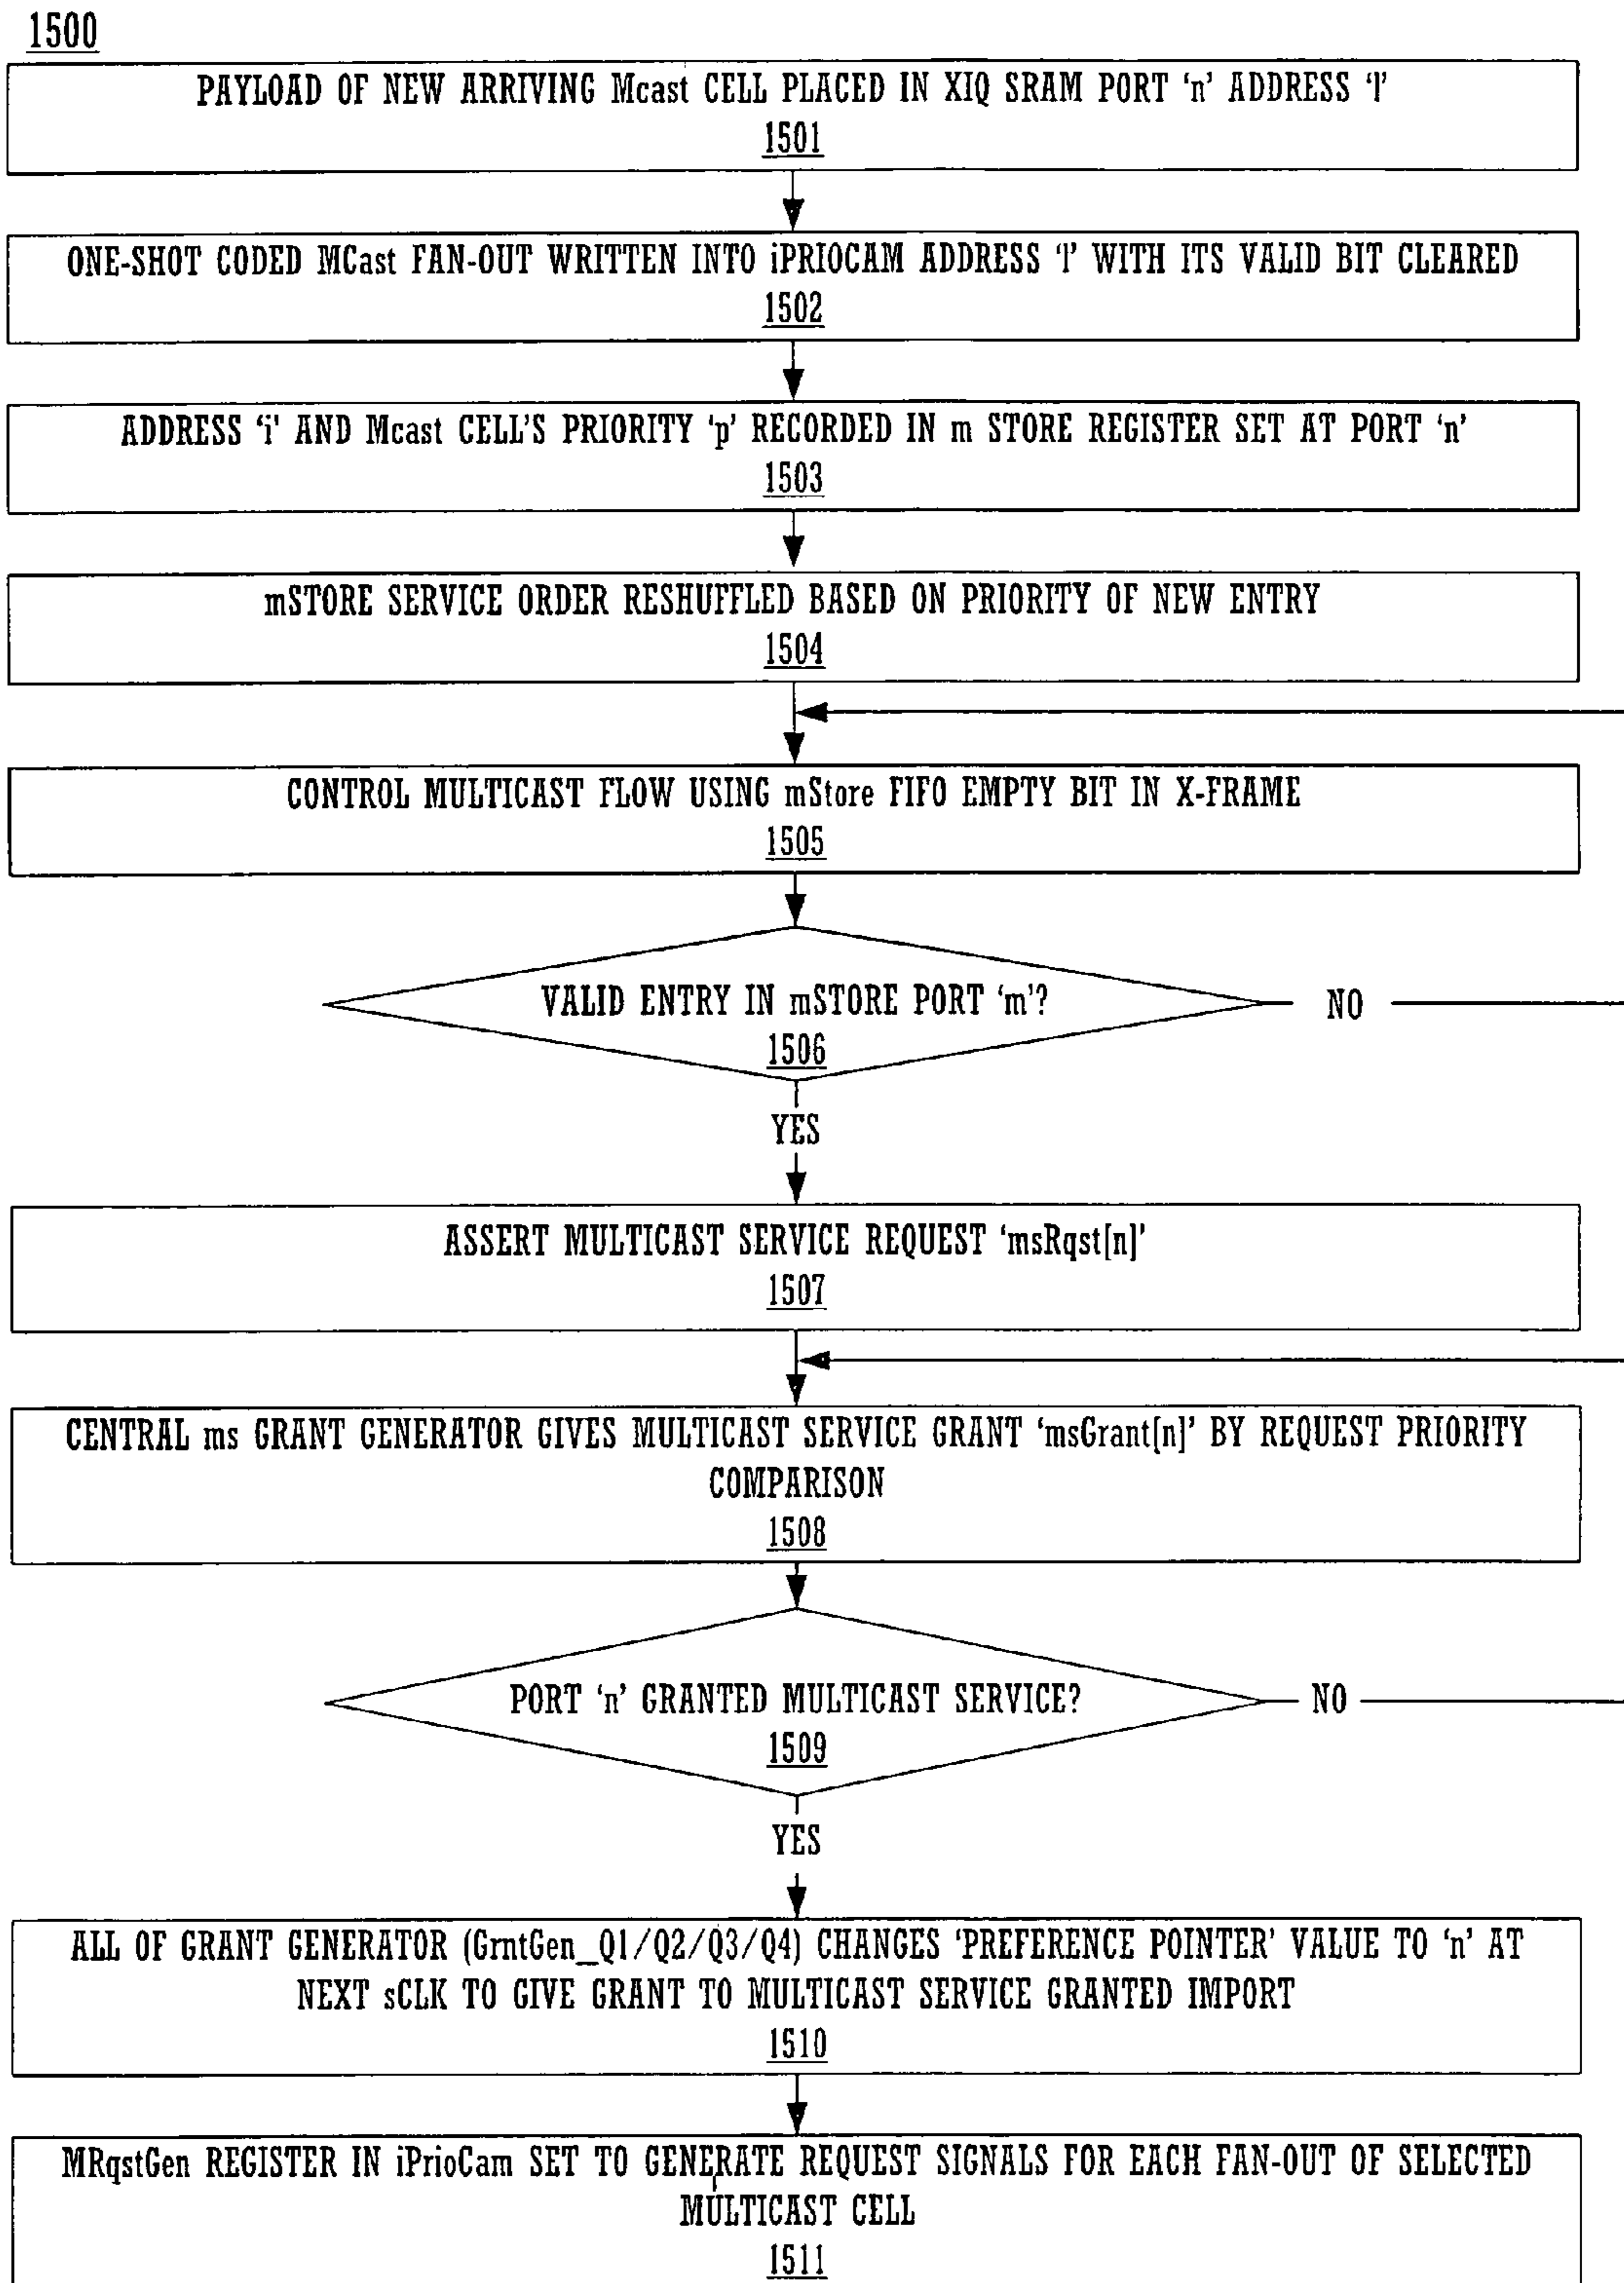 1500
PAYLOAD OF NEW ARRIVING Mcast CELL PLACED IN XIQ SRAM PORT ‘n’ ADDRESS ‘l’
1501
ONE-SHOT CODED MCast FAN-OUT WRITTEN INTO iPRIOCAM ADDRESS ‘l’ WITH ITS VALID BIT CLEARED
1502
ADDRESS ‘i’ AND Mcast CELL'S PRIORITY ‘p’ RECORDED IN m STORE REGISTER SET AT PORT ‘n’
1503
mSTORE SERVICE ORDER RESHUFFLED BASED ON PRIORITY OF NEW ENTRY
1504
CONTROL MULTICAST FLOW USING mStore FIFO EMPTY BIT IN X-FRAME
1505
VALID ENTRY IN mSTORE PORT ‘m’?
1506
NO
YES
ASSERT MULTICAST SERVICE REQUEST ‘msRqst[n]’
1507
CENTRAL ms GRANT GENERATOR GIVES MULTICAST SERVICE GRANT ‘msGrant[n]’ BY REQUEST PRIORITY
COMPARISON
1508
PORT ‘n’ GRANTED MULTICAST SERVICE?
1509
NO
YES
ALL OF GRANT GENERATOR (GrntGen_Q1/Q2/Q3/Q4) CHANGES ‘PREFERENCE POINTER’ VALUE TO ‘n’ AT
NEXT sCLK TO GIVE GRANT TO MULTICAST SERVICE GRANTED IMPORT
1510
MRqstGen REGISTER IN iPrioCam SET TO GENERATE REQUEST SIGNALS FOR EACH FAN-OUT OF SELECTED
MULTICAST CELL
1511